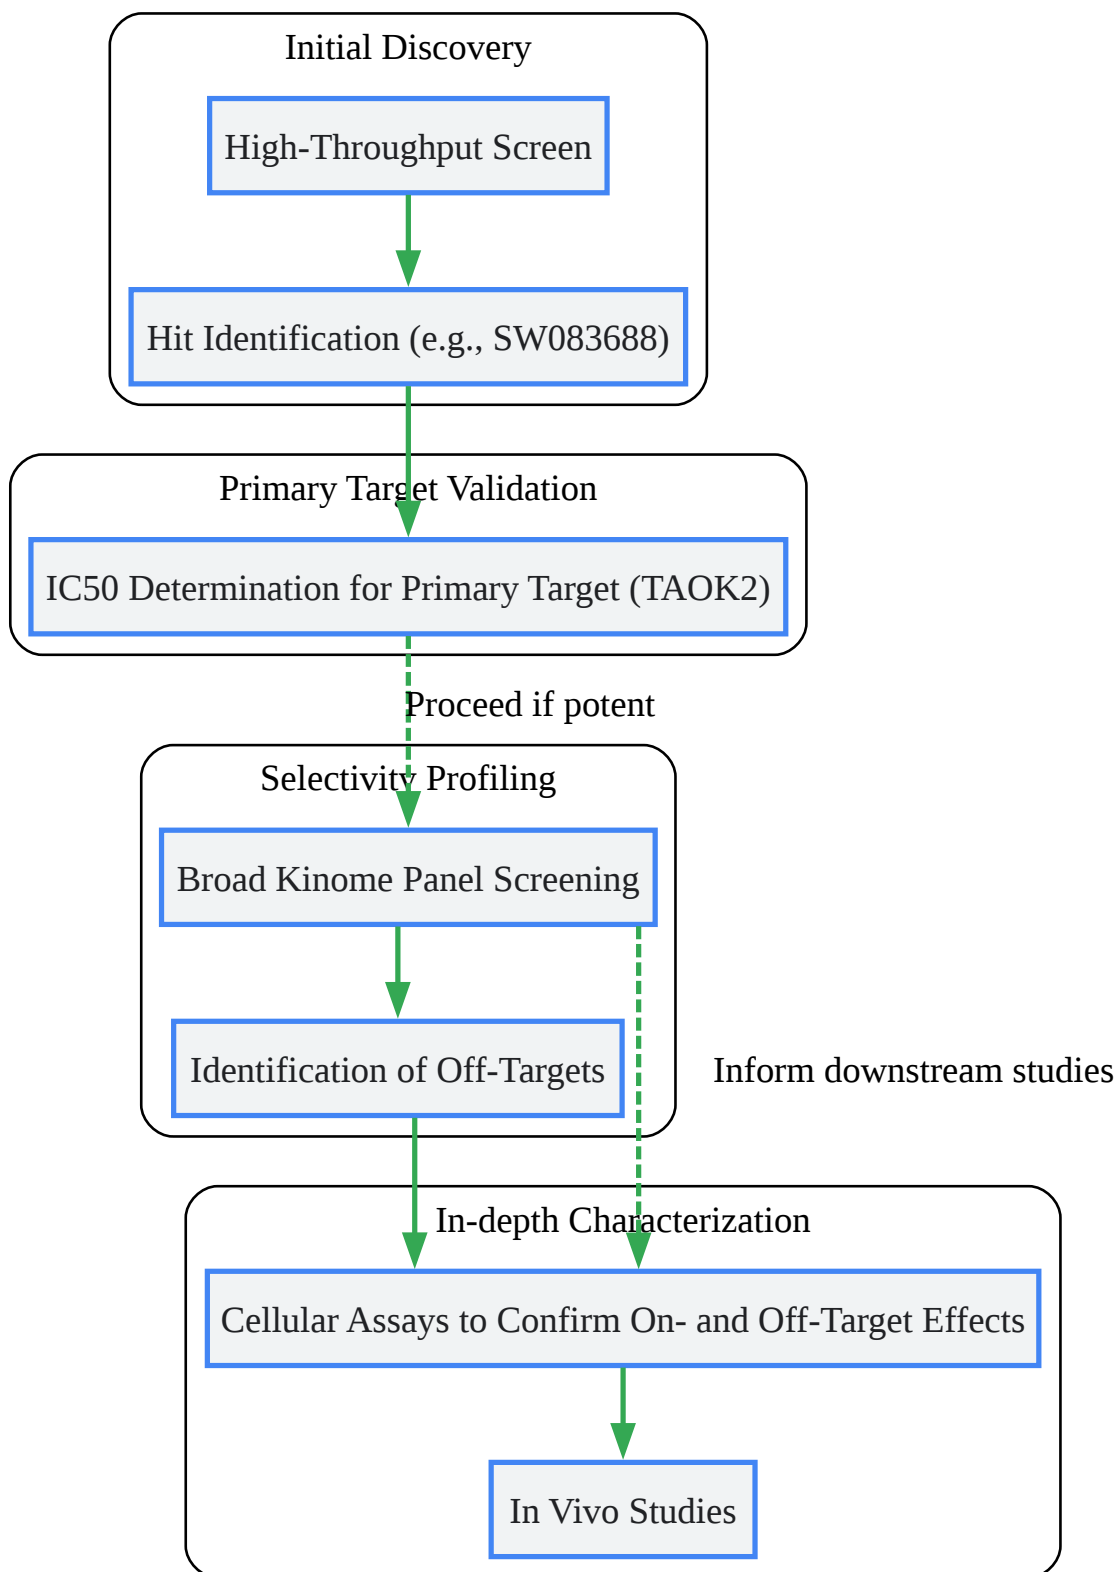 Initial Discovery
High-Throughput Screen
Hit Identification (e.g., SW083688)
Primary Target Validation
IC50 Determination for Primary Target (TAOK2)
Proceed if potent
Selectivity Profiling
Broad Kinome Panel Screening
Identification of Off-Targets
Inform downstream studies
In-depth Characterization
Cellular Assays to Confirm On- and Off-Target Effects
In Vivo Studies